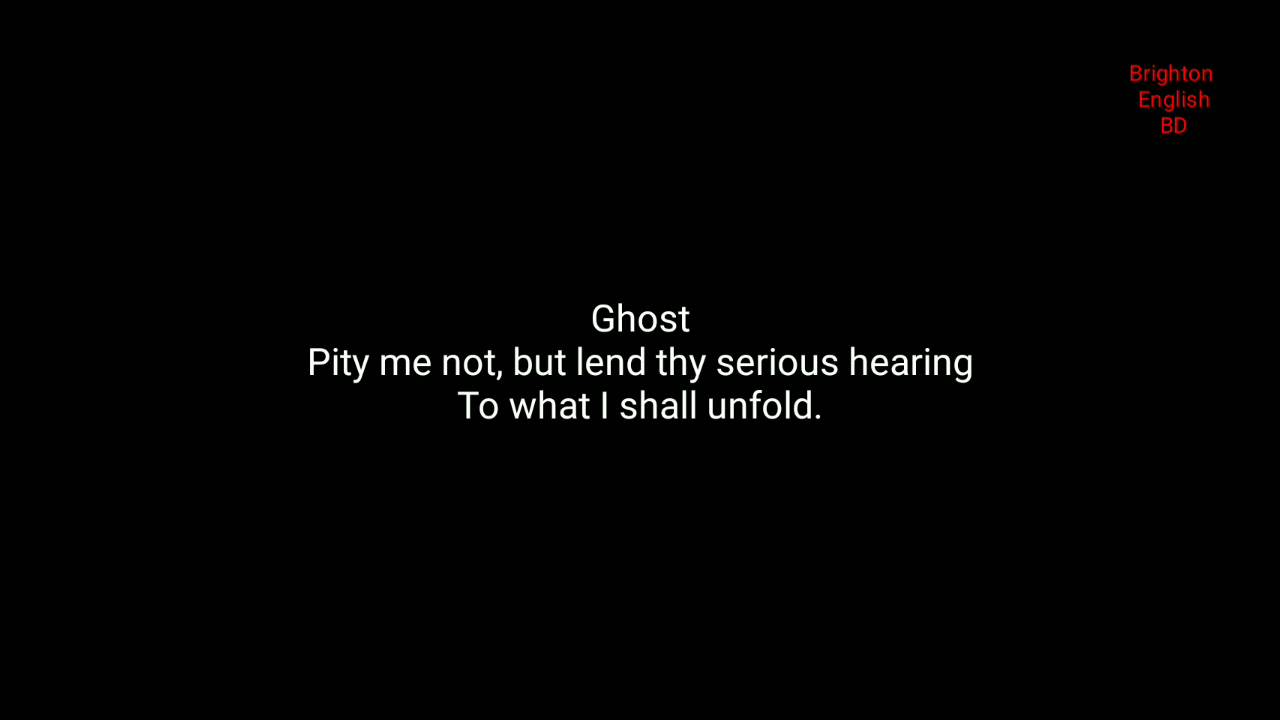 Brighton
English
BD
Ghost
Pity me not, but lend thy serious hearing
To what I shall unfold.